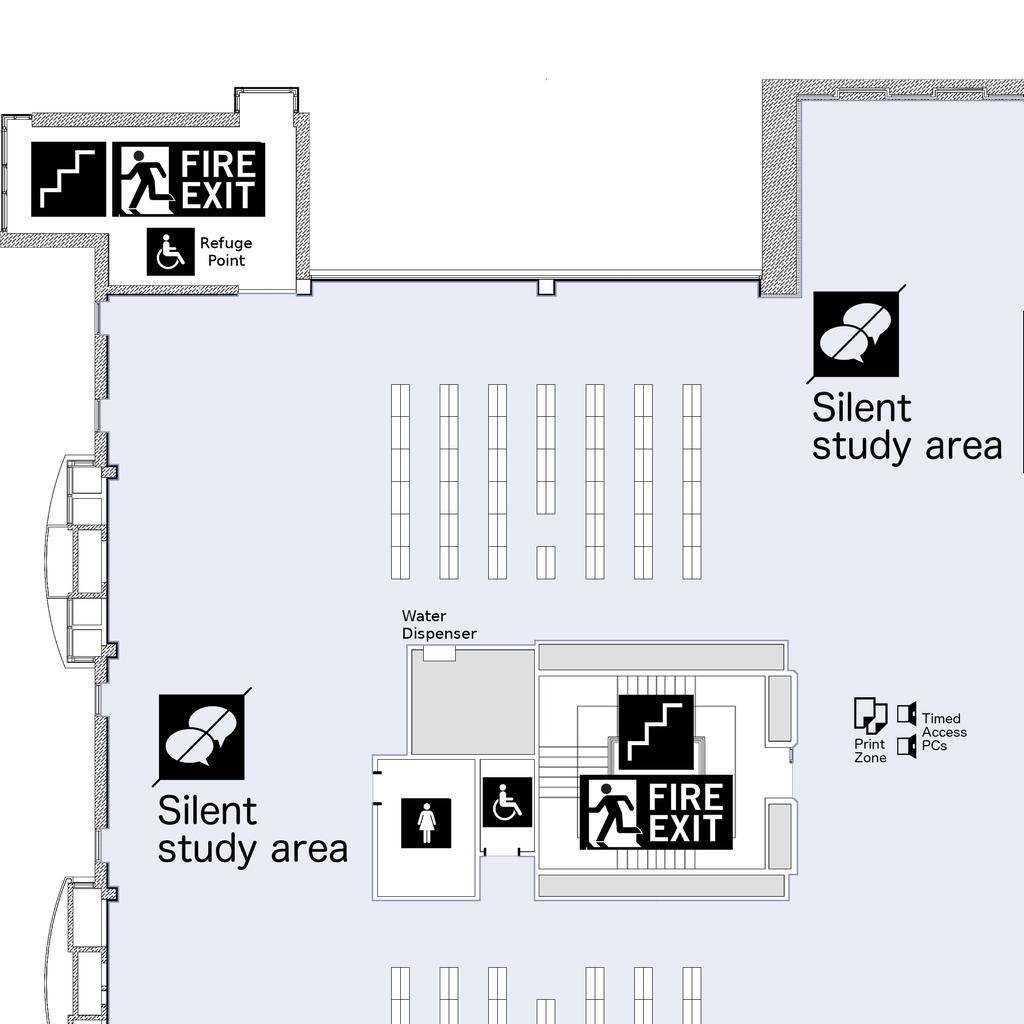 FIRE
EXIT
Refuge
Point
Silent
study area
Water
Dispenser
Print
Zone
Timed
Access
PCs
FIRE
EXIT
Silent
study area